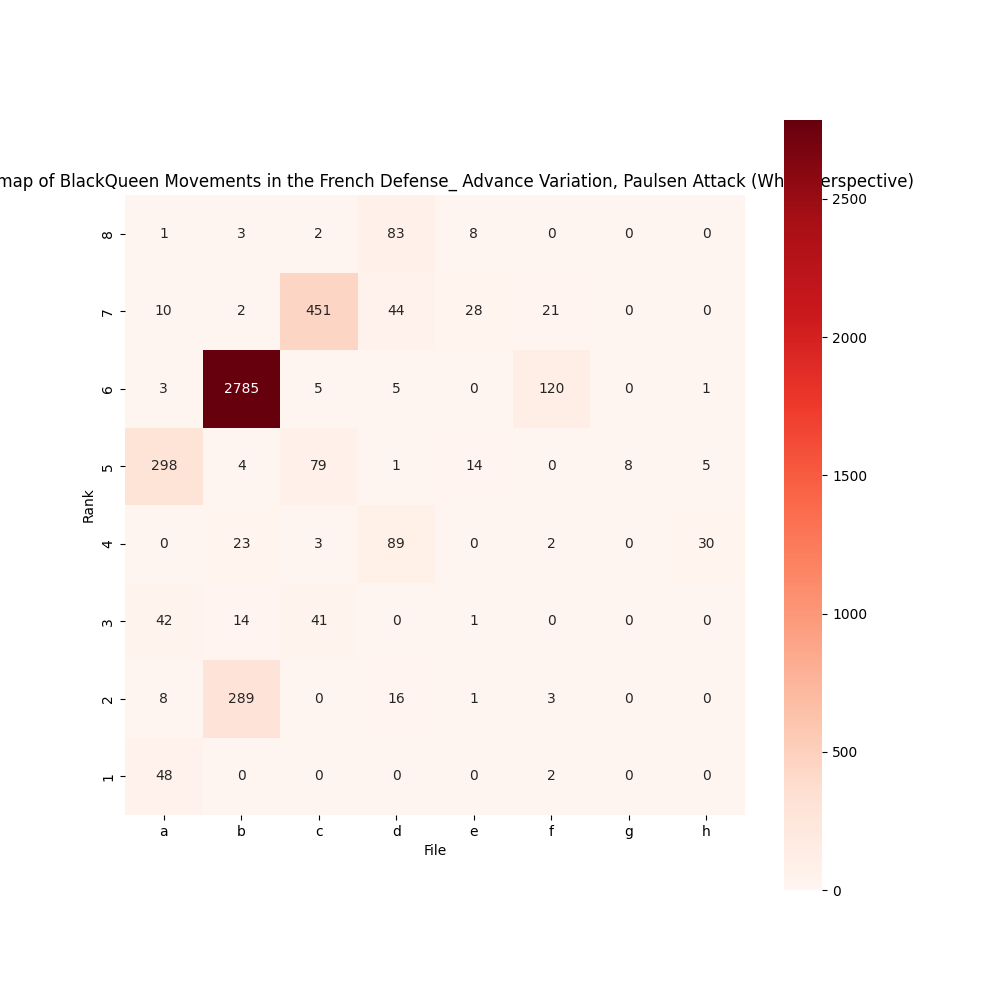 map of BlackQueen Movements in the French Defense_ Advance Variation, Paulsen Attack (Wh erspective)
8 1 3 2 83 8 0 0 0
7 10 2 451 44 28 21 0 0
6 3 2785 5 5 0 120 0 1
5 298 4 79 1 14 0 8 5
Rank
4 0 23 3 89 0 2 0 30
3 42 14 41 0 1 0 0 0
2 8 289 0 16 1 3 0 0
1 48 0 0 0 0 2 0 0
a b c d e f g h
File
2500
2000
1500
1000
500
0